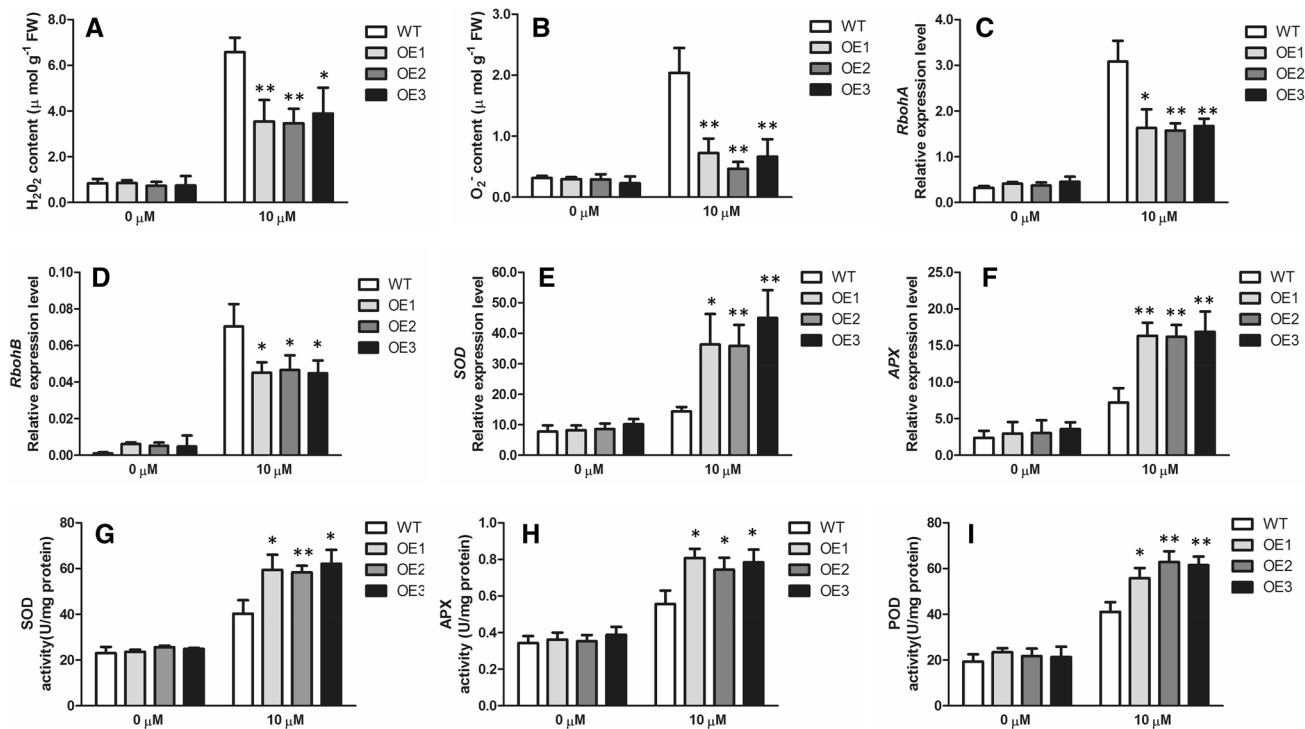 A
H₂0₂ content (μ mol g⁻¹ FW)
8.0
6.0
4.0
2.0
0.0
** ** *
0 μM 10 μM
WT
OE1
OE2
OE3
B
O₂- content (μ mol g⁻¹ FW)
3.0
2.0
1.0
0.0
** ** **
0 μM 10 μM
WT
OE1
OE2
OE3
C
RbohA
Relative expression level
4.0
3.0
2.0
1.0
0.0
* ** **
0 μM 10 μM
WT
OE1
OE2
OE3
D
RbohB
Relative expression level
0.10
0.08
0.06
0.04
0.02
0.00
* * *
0 μM 10 μM
WT
OE1
OE2
OE3
E
SOD
Relative expression level
60.0
50.0
40.0
30.0
20.0
10.0
0.0
* ** **
0 μM 10 μM
WT
OE1
OE2
OE3
F
APX
Relative expression level
25.0
20.0
15.0
10.0
5.0
0.0
** ** **
0 μM 10 μM
WT
OE1
OE2
OE3
G
SOD
activity(U/mg protein)
80
60
40
20
0
* ** *
0 μM 10 μM
WT
OE1
OE2
OE3
H
APX
activity (U/mg protein)
1.0
0.8
0.6
0.4
0.2
0.0
* * *
0 μM 10 μM
WT
OE1
OE2
OE3
I
POD
activity(U/mg protein)
80
60
40
20
0
* ** **
0 μM 10 μM
WT
OE1
OE2
OE3